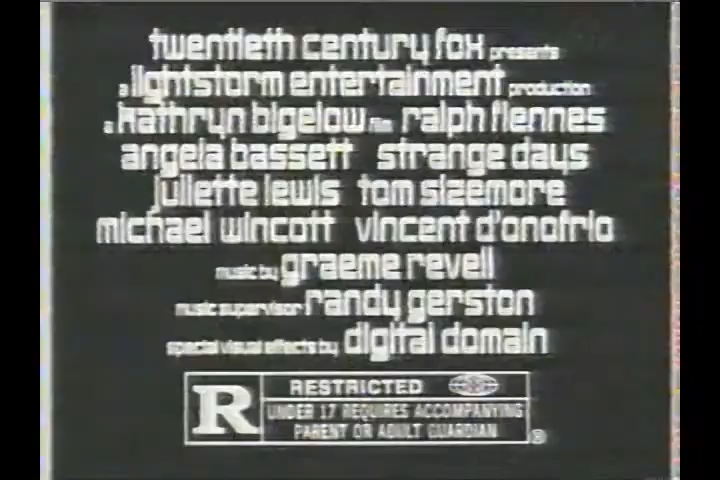 twentieth century fox presents
a lightstorm entertainment production
a kathryn bigelow film ralph fiennes
angela bassett strange days
juliette lewis tom sizemore
michael wincott vincent d'onofrio
music by graeme revell
music supervisor randy gerston
special visual effects by digital domain
R RESTRICTED
UNDER 17 REQUIRES ACCOMPANYING
PARENT OR ADULT GUARDIAN
®